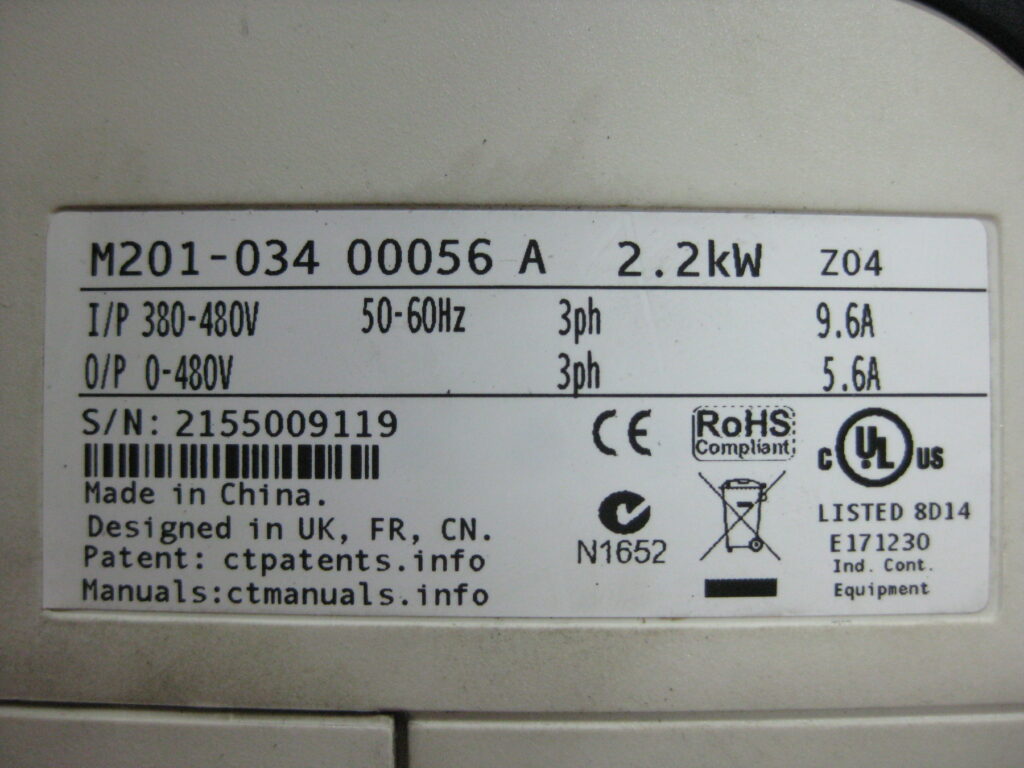 M201-034 00056 A 2.2kW Z04
I/P 380-480V 50-60Hz 3ph 9.6A
O/P 0-480V 3ph 5.6A
S/N: 2155009119
Made in China.
Designed in UK, FR, CN.
Patent: ctpatents.info
Manuals:ctmanuals.info
CE
RoHS
Compliant
N1652
c UL US
LISTED 8D14
E171230
Ind. Cont.
Equipment